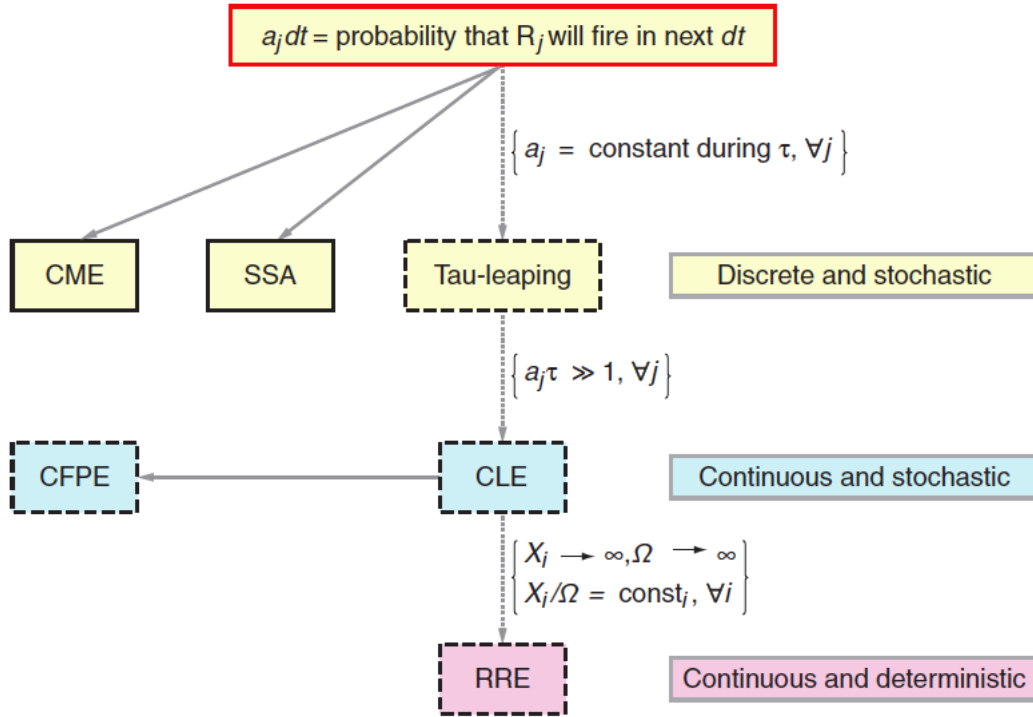 a_j dt = probability that R_j will fire in next dt
{ a_j = constant during τ, ∀j }
CME
SSA
Tau-leaping
Discrete and stochastic
{ a_j τ ≫ 1, ∀j }
CFPE
CLE
Continuous and stochastic
X_i → ∞, Ω → ∞
X_i/Ω = const_i, ∀i
RRE
Continuous and deterministic